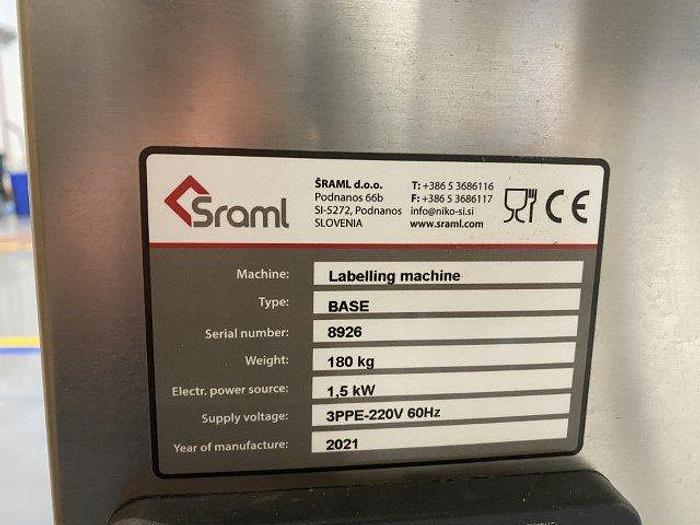 Sraml
ŠRAML d.o.o.
Podnanos 66b
SI-5272, Podnanos
SLOVENIA
T: +386 5 3686116
F: +386 5 3686117
info@niko-si.si
www.sraml.com
CE
Machine: Labelling machine
Type: BASE
Serial number: 8926
Weight: 180 kg
Electr. power source: 1,5 kW
Supply voltage: 3PPE-220V 60Hz
Year of manufacture: 2021